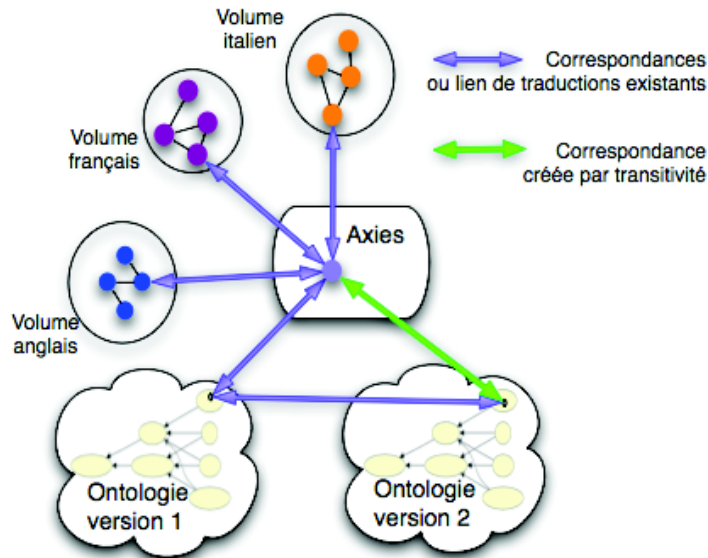 Volume
italien
Correspondances
ou lien de traductions existants
Volume
français
Correspondance
créée par transitivité
Axies
Volume
anglais
Ontologie
version 1
Ontologie
version 2